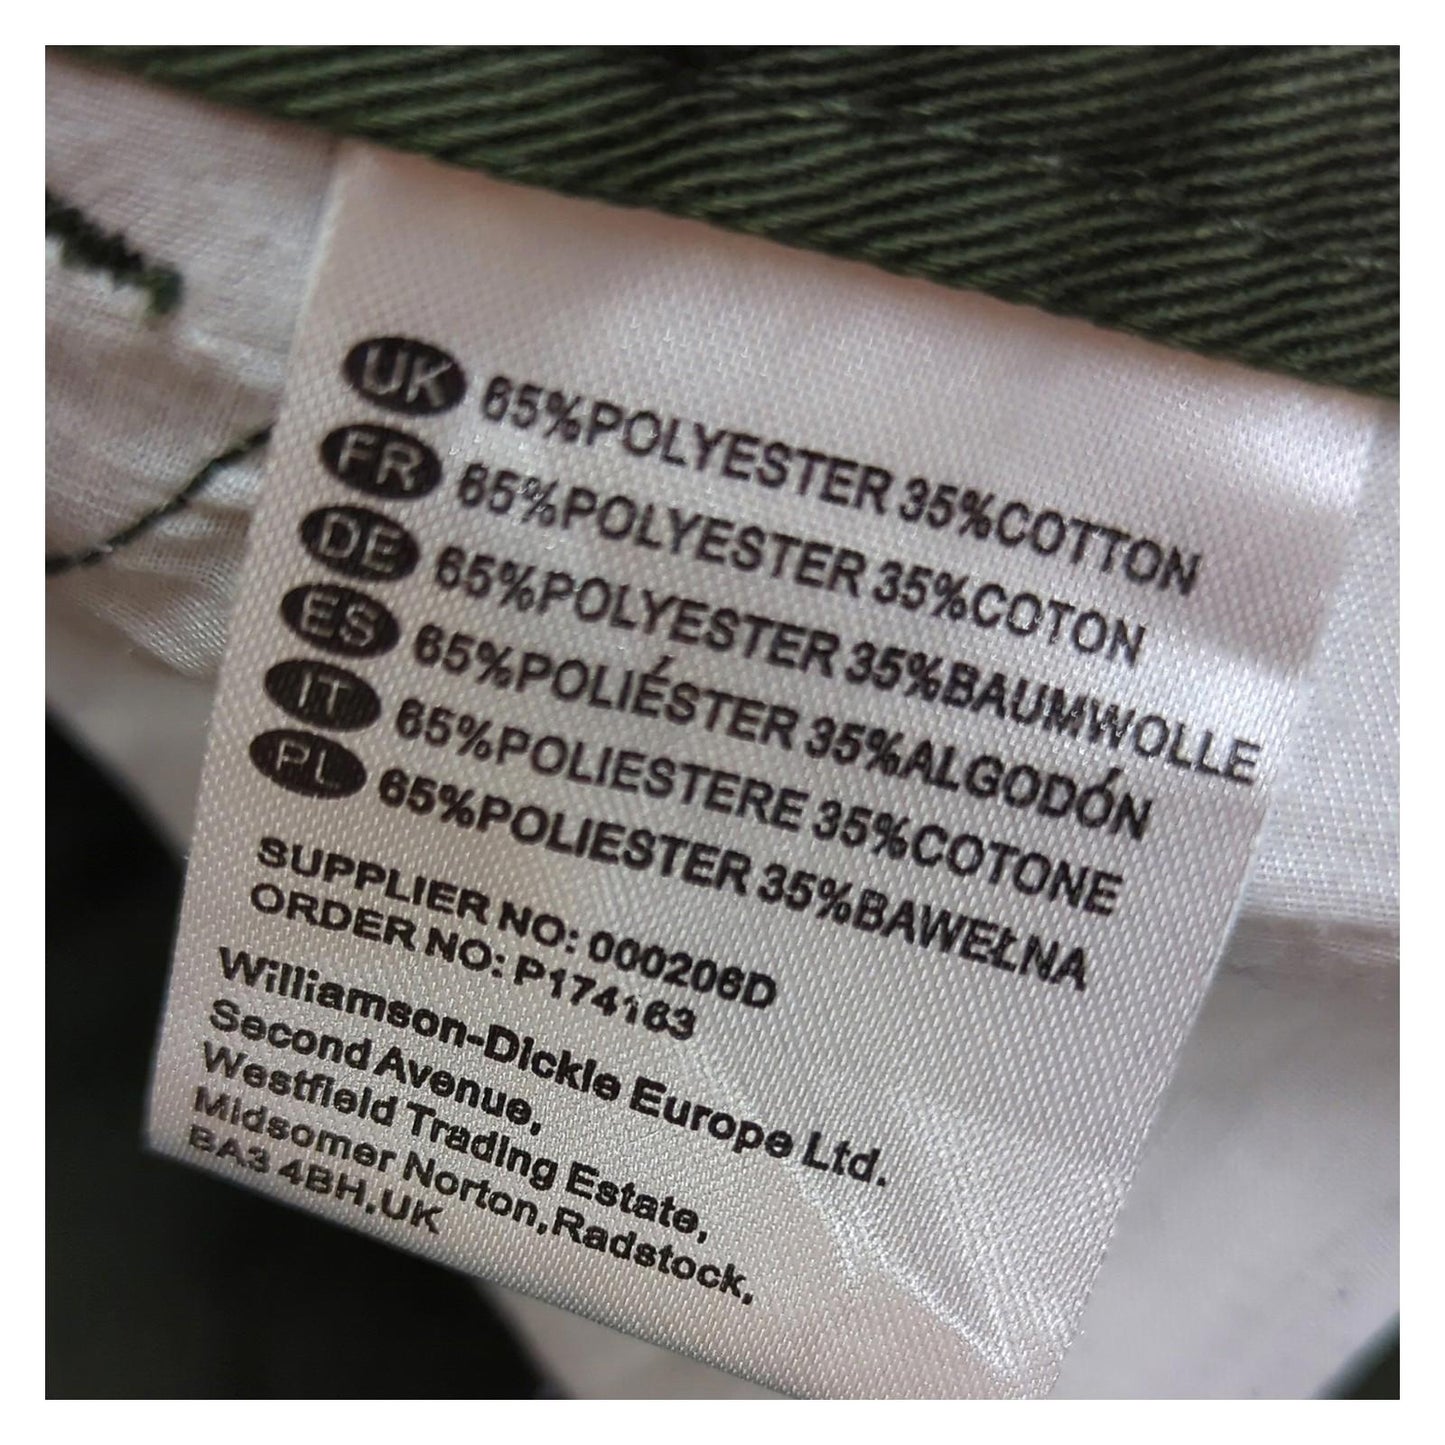 UK 65%POLYESTER 35%COTTON
FR 65%POLYESTER 35%COTON
DE 65%POLYESTER 35%BAUMWOLLE
ES 65%POLIÉSTER 35%ALGODÓN
IT 65%POLIESTERE 35%COTONE
PL 65%POLIESTER 35%BAWEŁNA
SUPPLIER NO: 000206D
ORDER NO: P174163
Williamson-Dickie Europe Ltd.
Second Avenue,
Westfield Trading Estate,
Midsomer Norton,Radstock,
BA3 4BH.UK